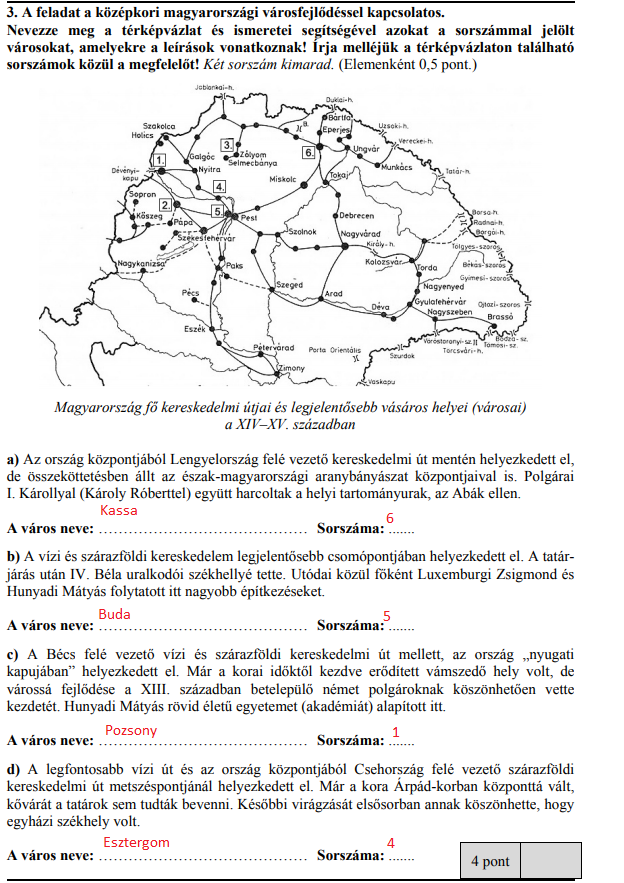 3. A feladat a középkori magyarországi városfejlődéssel kapcsolatos.
Nevezze meg a térképvázlat és ismeretei segítségével azokat a sorszámmal jelölt
városokat, amelyekre a leírások vonatkoznak! Írja melléjük a térképvázlaton található
sorszámok közül a megfelelőt! Két sorszám kimarad. (Elemenként 0,5 pont.)
Jablonkai-h.
Duklai-h.
Szakolca
Holics
B.
Bártfa
Eperjes
Uzsoki-h.
Vereckei-h.
3.
Zólyom
Selmecbánya
6.
Ungvár
Munkács
1.
Galgóc
Nyitra
Dévényi-
kapu
Tatár-h.
Miskolc
Tokaj
4.
Sopron
2.
5.
Pest
Kőszeg
Pápa
Debrecen
Borsa-h.
Radnai-h.
Borgói-h.
Székesfehérvár
Szolnok
Nagyvárad
Király-h.
Tölgyes-szoros
Kolozsvár
Békás-szoros
Nagykanizsa
Paks
Torda
Gyimesi-szoros
Szeged
Nagyenyed
Pécs
Arad
Gyulafehérvár
Ojtozi-szoros
Déva
Nagyszeben
Brassó
Eszék
Vöröstoronyi-sz.
Bodza-sz.
Tömösi-sz.
Törcsvári-h.
Pétervárad
Porta Orientális
Szurdok
Zimony
Vaskapu
Magyarország fő kereskedelmi útjai és legjelentősebb vásáros helyei (városai)
a XIV–XV. században
a) Az ország központjából Lengyelország felé vezető kereskedelmi út mentén helyezkedett el,
de összeköttetésben állt az észak-magyarországi aranybányászat központjaival is. Polgárai
I. Károllyal (Károly Róberttel) együtt harcoltak a helyi tartományurak, az Abák ellen.
A város neve: Kassa Sorszáma: 6
b) A vízi és szárazföldi kereskedelem legjelentősebb csomópontjában helyezkedett el. A tatár-
járás után IV. Béla uralkodói székhellyé tette. Utódai közül főként Luxemburgi Zsigmond és
Hunyadi Mátyás folytatott itt nagyobb építkezéseket.
A város neve: Buda Sorszáma: 5
c) A Bécs felé vezető vízi és szárazföldi kereskedelmi út mellett, az ország „nyugati
kapujában” helyezkedett el. Már a korai időktől kezdve erődített vámszedő hely volt, de
várossá fejlődése a XIII. században betelepülő német polgároknak köszönhetően vette
kezdetét. Hunyadi Mátyás rövid életű egyetemet (akadémiát) alapított itt.
A város neve: Pozsony Sorszáma: 1
d) A legfontosabb vízi út és az ország központjából Csehország felé vezető szárazföldi
kereskedelmi út metszéspontjánál helyezkedett el. Már a kora Árpád-korban központtá vált,
kővárát a tatárok sem tudták bevenni. Későbbi virágzását elsősorban annak köszönhette, hogy
egyházi székhely volt.
A város neve: Esztergom Sorszáma: 4
4 pont